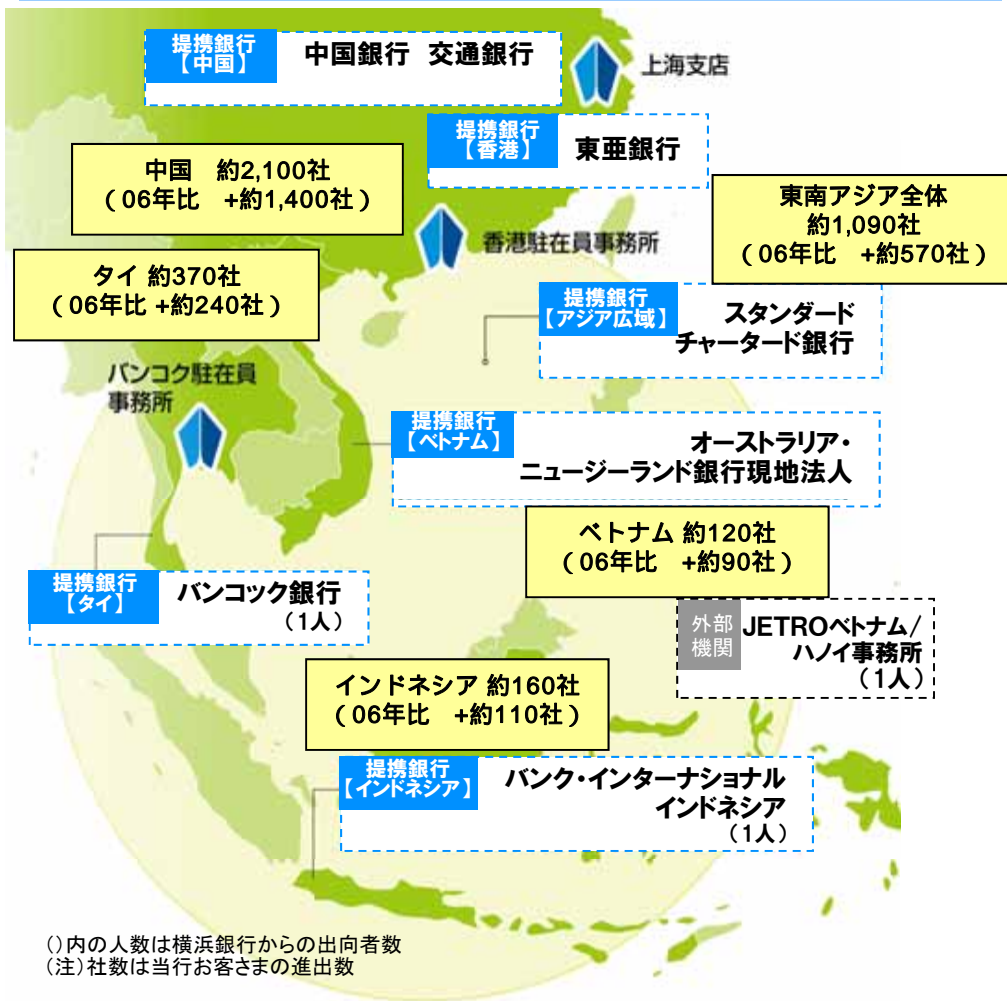 提携銀行
【中国】
中国銀行 交通銀行
上海支店
提携銀行
【香港】
東亜銀行
中国 約2,100社
(06年比 +約1,400社)
東南アジア全体
約1,090社
(06年比 +約570社)
香港駐在員事務所
タイ 約370社
(06年比 +約240社)
提携銀行
【アジア広域】
スタンダード
チャータード銀行
バンコク駐在員
事務所
提携銀行
【ベトナム】
オーストラリア・
ニュージーランド銀行現地法人
ベトナム 約120社
(06年比 +約90社)
提携銀行
【タイ】
バンコック銀行
(1人)
外部
機関
JETROベトナム/
ハノイ事務所
(1人)
インドネシア 約160社
(06年比 +約110社)
提携銀行
【インドネシア】
バンク・インターナショナル
インドネシア
(1人)
()内の人数は横浜銀行からの出向者数
(注)社数は当行お客さまの進出数